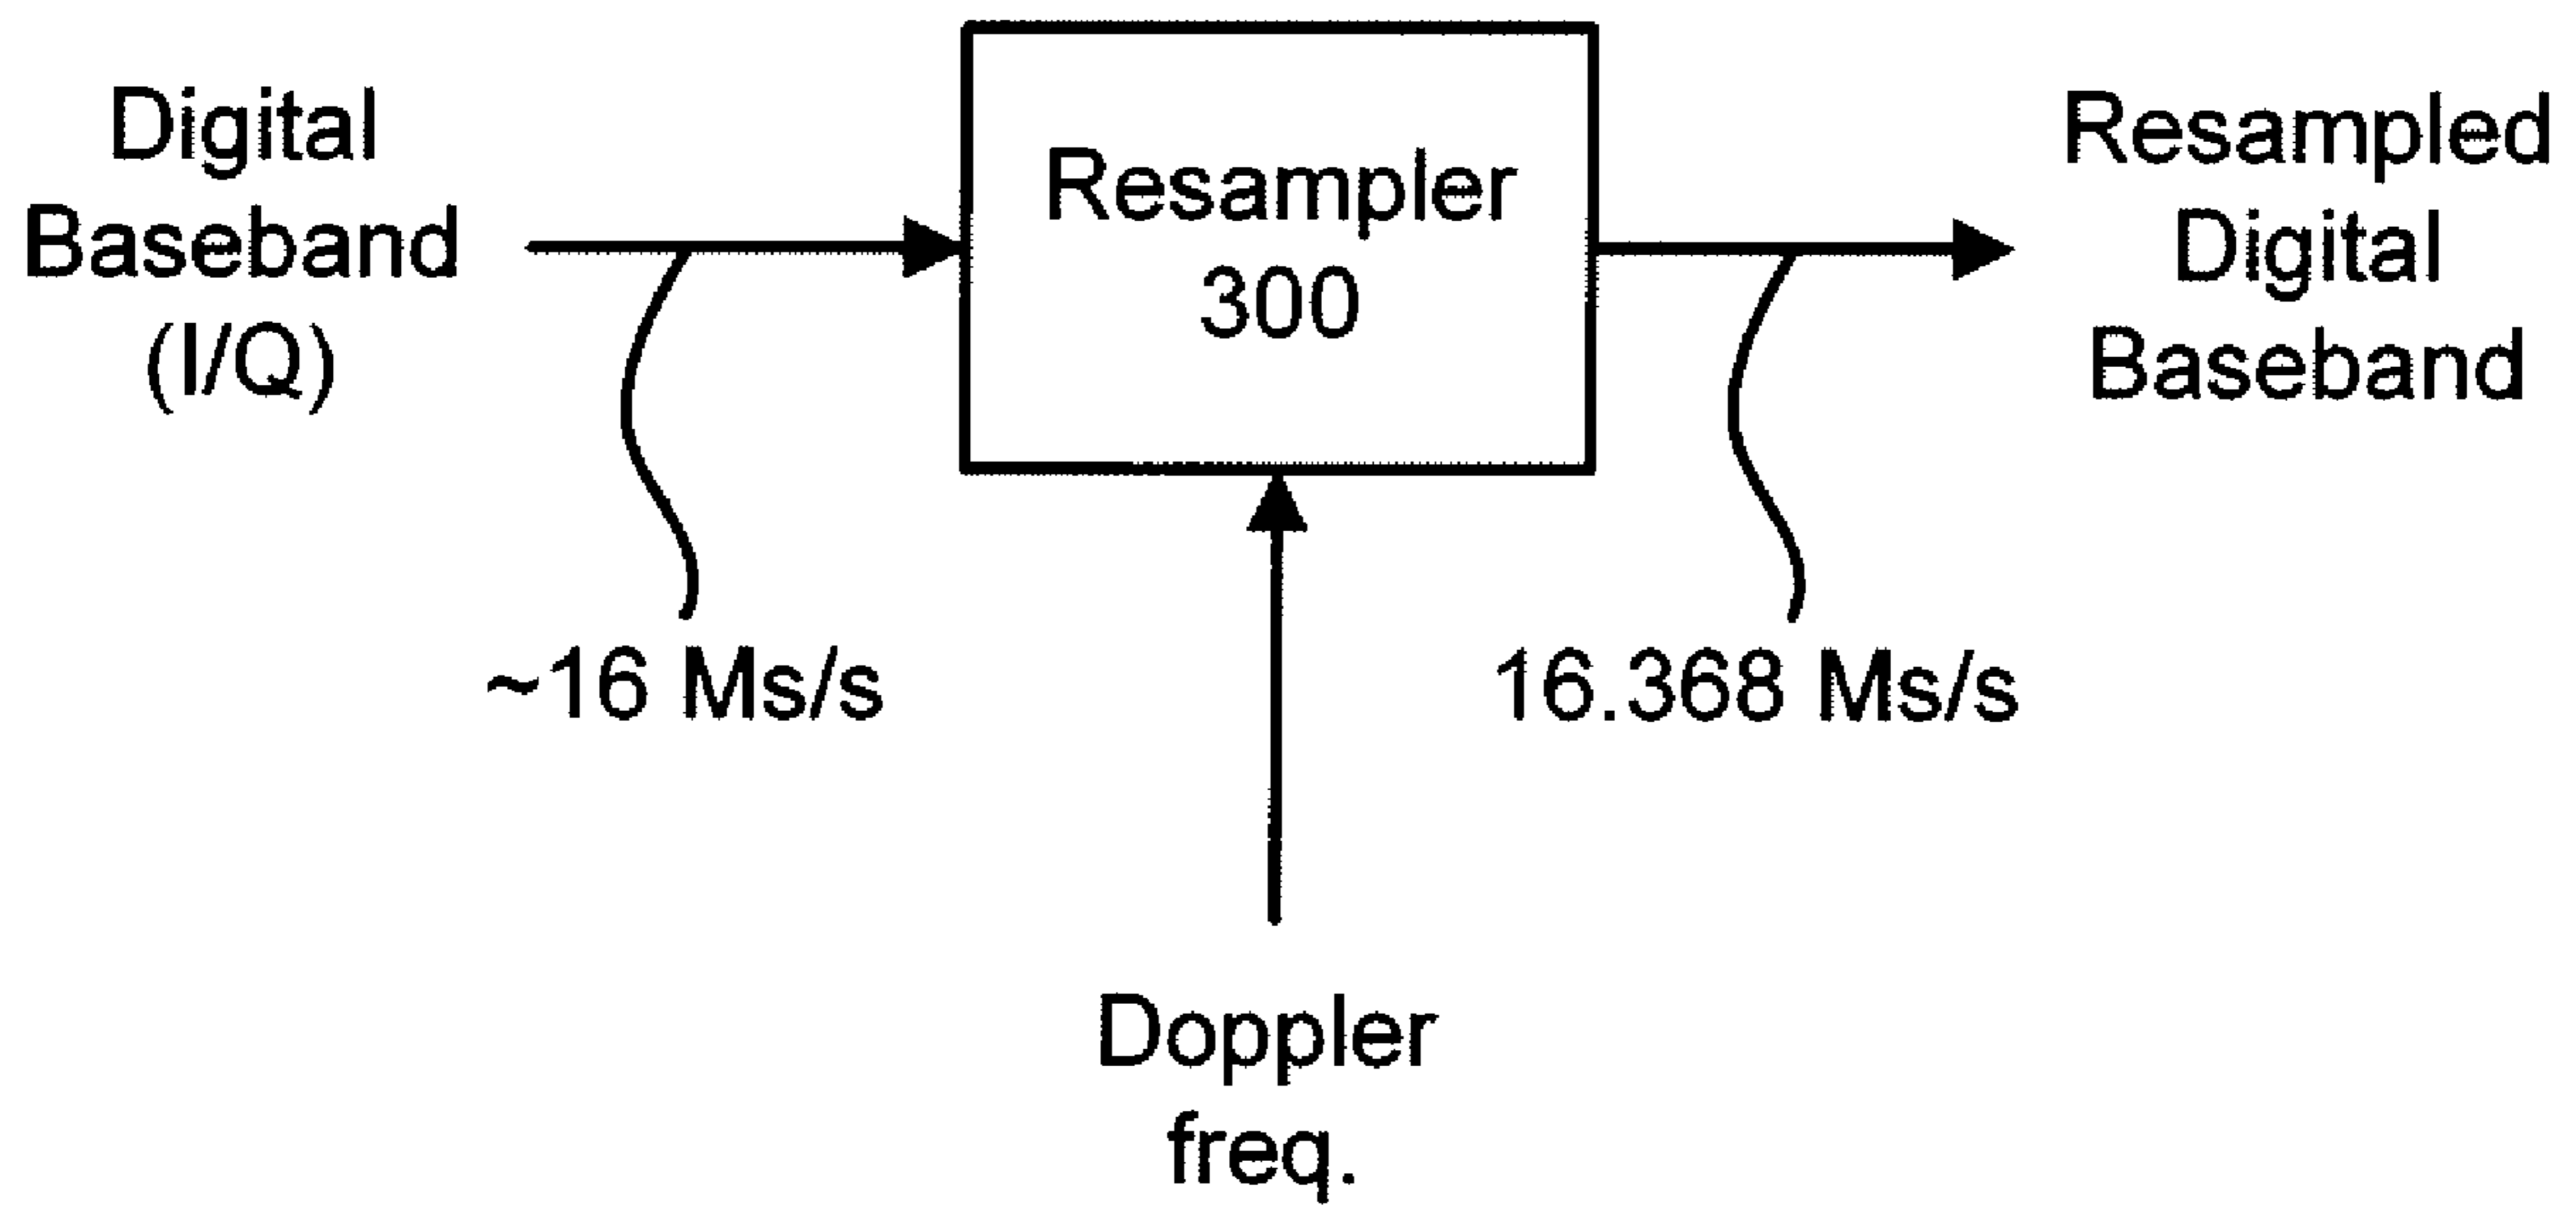 Digital
Baseband
(I/Q)
Resampler
300
Resampled
Digital
Baseband
~16 Ms/s
16.368 Ms/s
Doppler
freq.